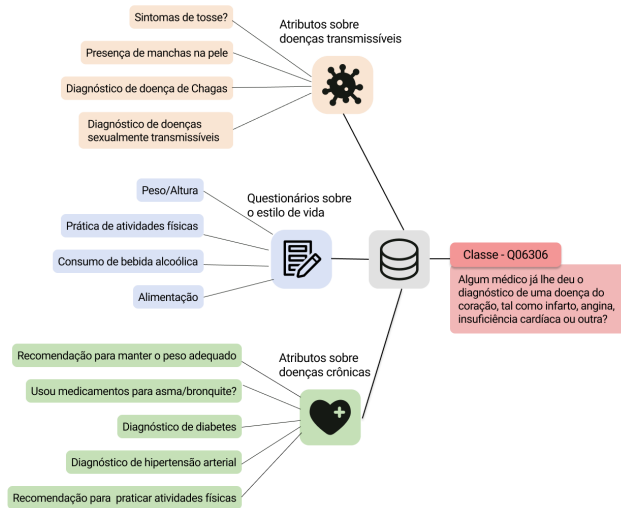 Sintomas de tosse?
Atributos sobre
doenças transmissíveis
Presença de manchas na pele
Diagnóstico de doença de Chagas
Diagnóstico de doenças
sexualmente transmissíveis
Peso/Altura
Questionários sobre
o estilo de vida
Prática de atividades físicas
Consumo de bebida alcoólica
Alimentação
Classe - Q06306
Algum médico já lhe deu o
diagnóstico de uma doença do
coração, tal como infarto, angina,
insuficiência cardíaca ou outra?
Recomendação para manter o peso adequado
Atributos sobre
doenças crônicas
Usou medicamentos para asma/bronquite?
Diagnóstico de diabetes
Diagnóstico de hipertensão arterial
Recomendação para praticar atividades físicas